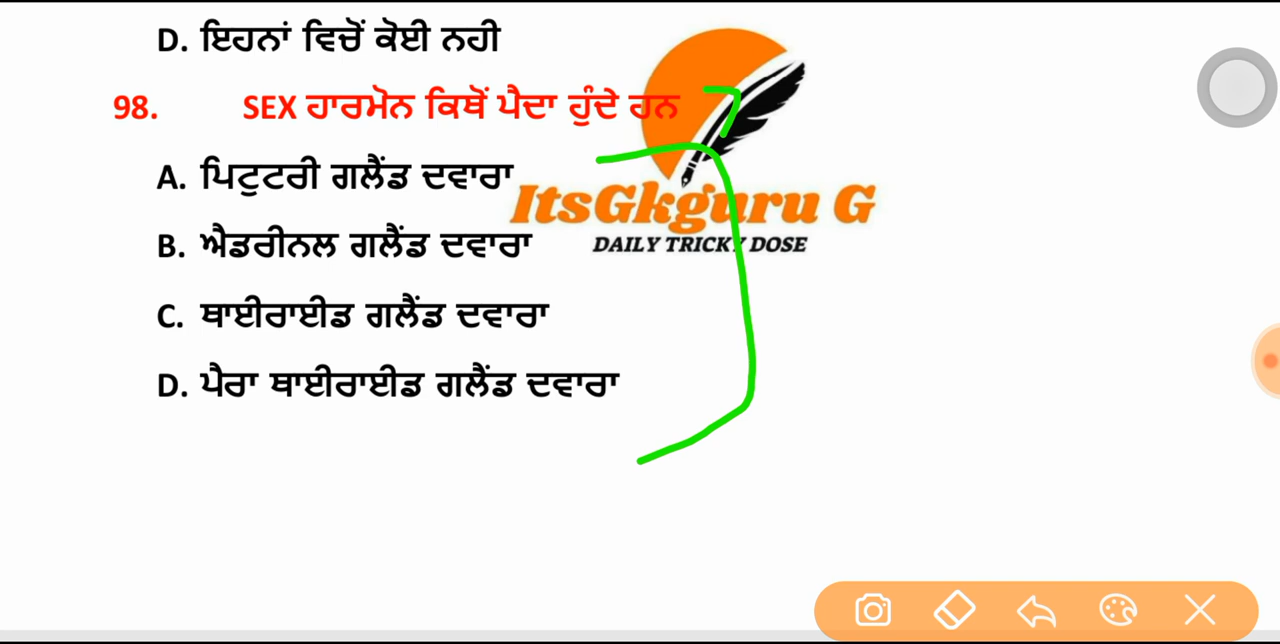 D. ਇਹਨਾਂ ਵਿਚੋਂ ਕੋਈ ਨਹੀ
98. SEX ਹਾਰਮੋਨ ਕਿਥੋਂ ਪੈਦਾ ਹੁੰਦੇ ਹਨ
A. ਪਿਟੁਟਰੀ ਗਲੈਂਡ ਦਵਾਰਾ
ItsGkguru G
B. ਐਡਰੀਨਲ ਗਲੈਂਡ ਦਵਾਰਾ
DAILY TRICKY DOSE
C. ਥਾਈਰਾਈਡ ਗਲੈਂਡ ਦਵਾਰਾ
D. ਪੈਰਾ ਥਾਈਰਾਈਡ ਗਲੈਂਡ ਦਵਾਰਾ